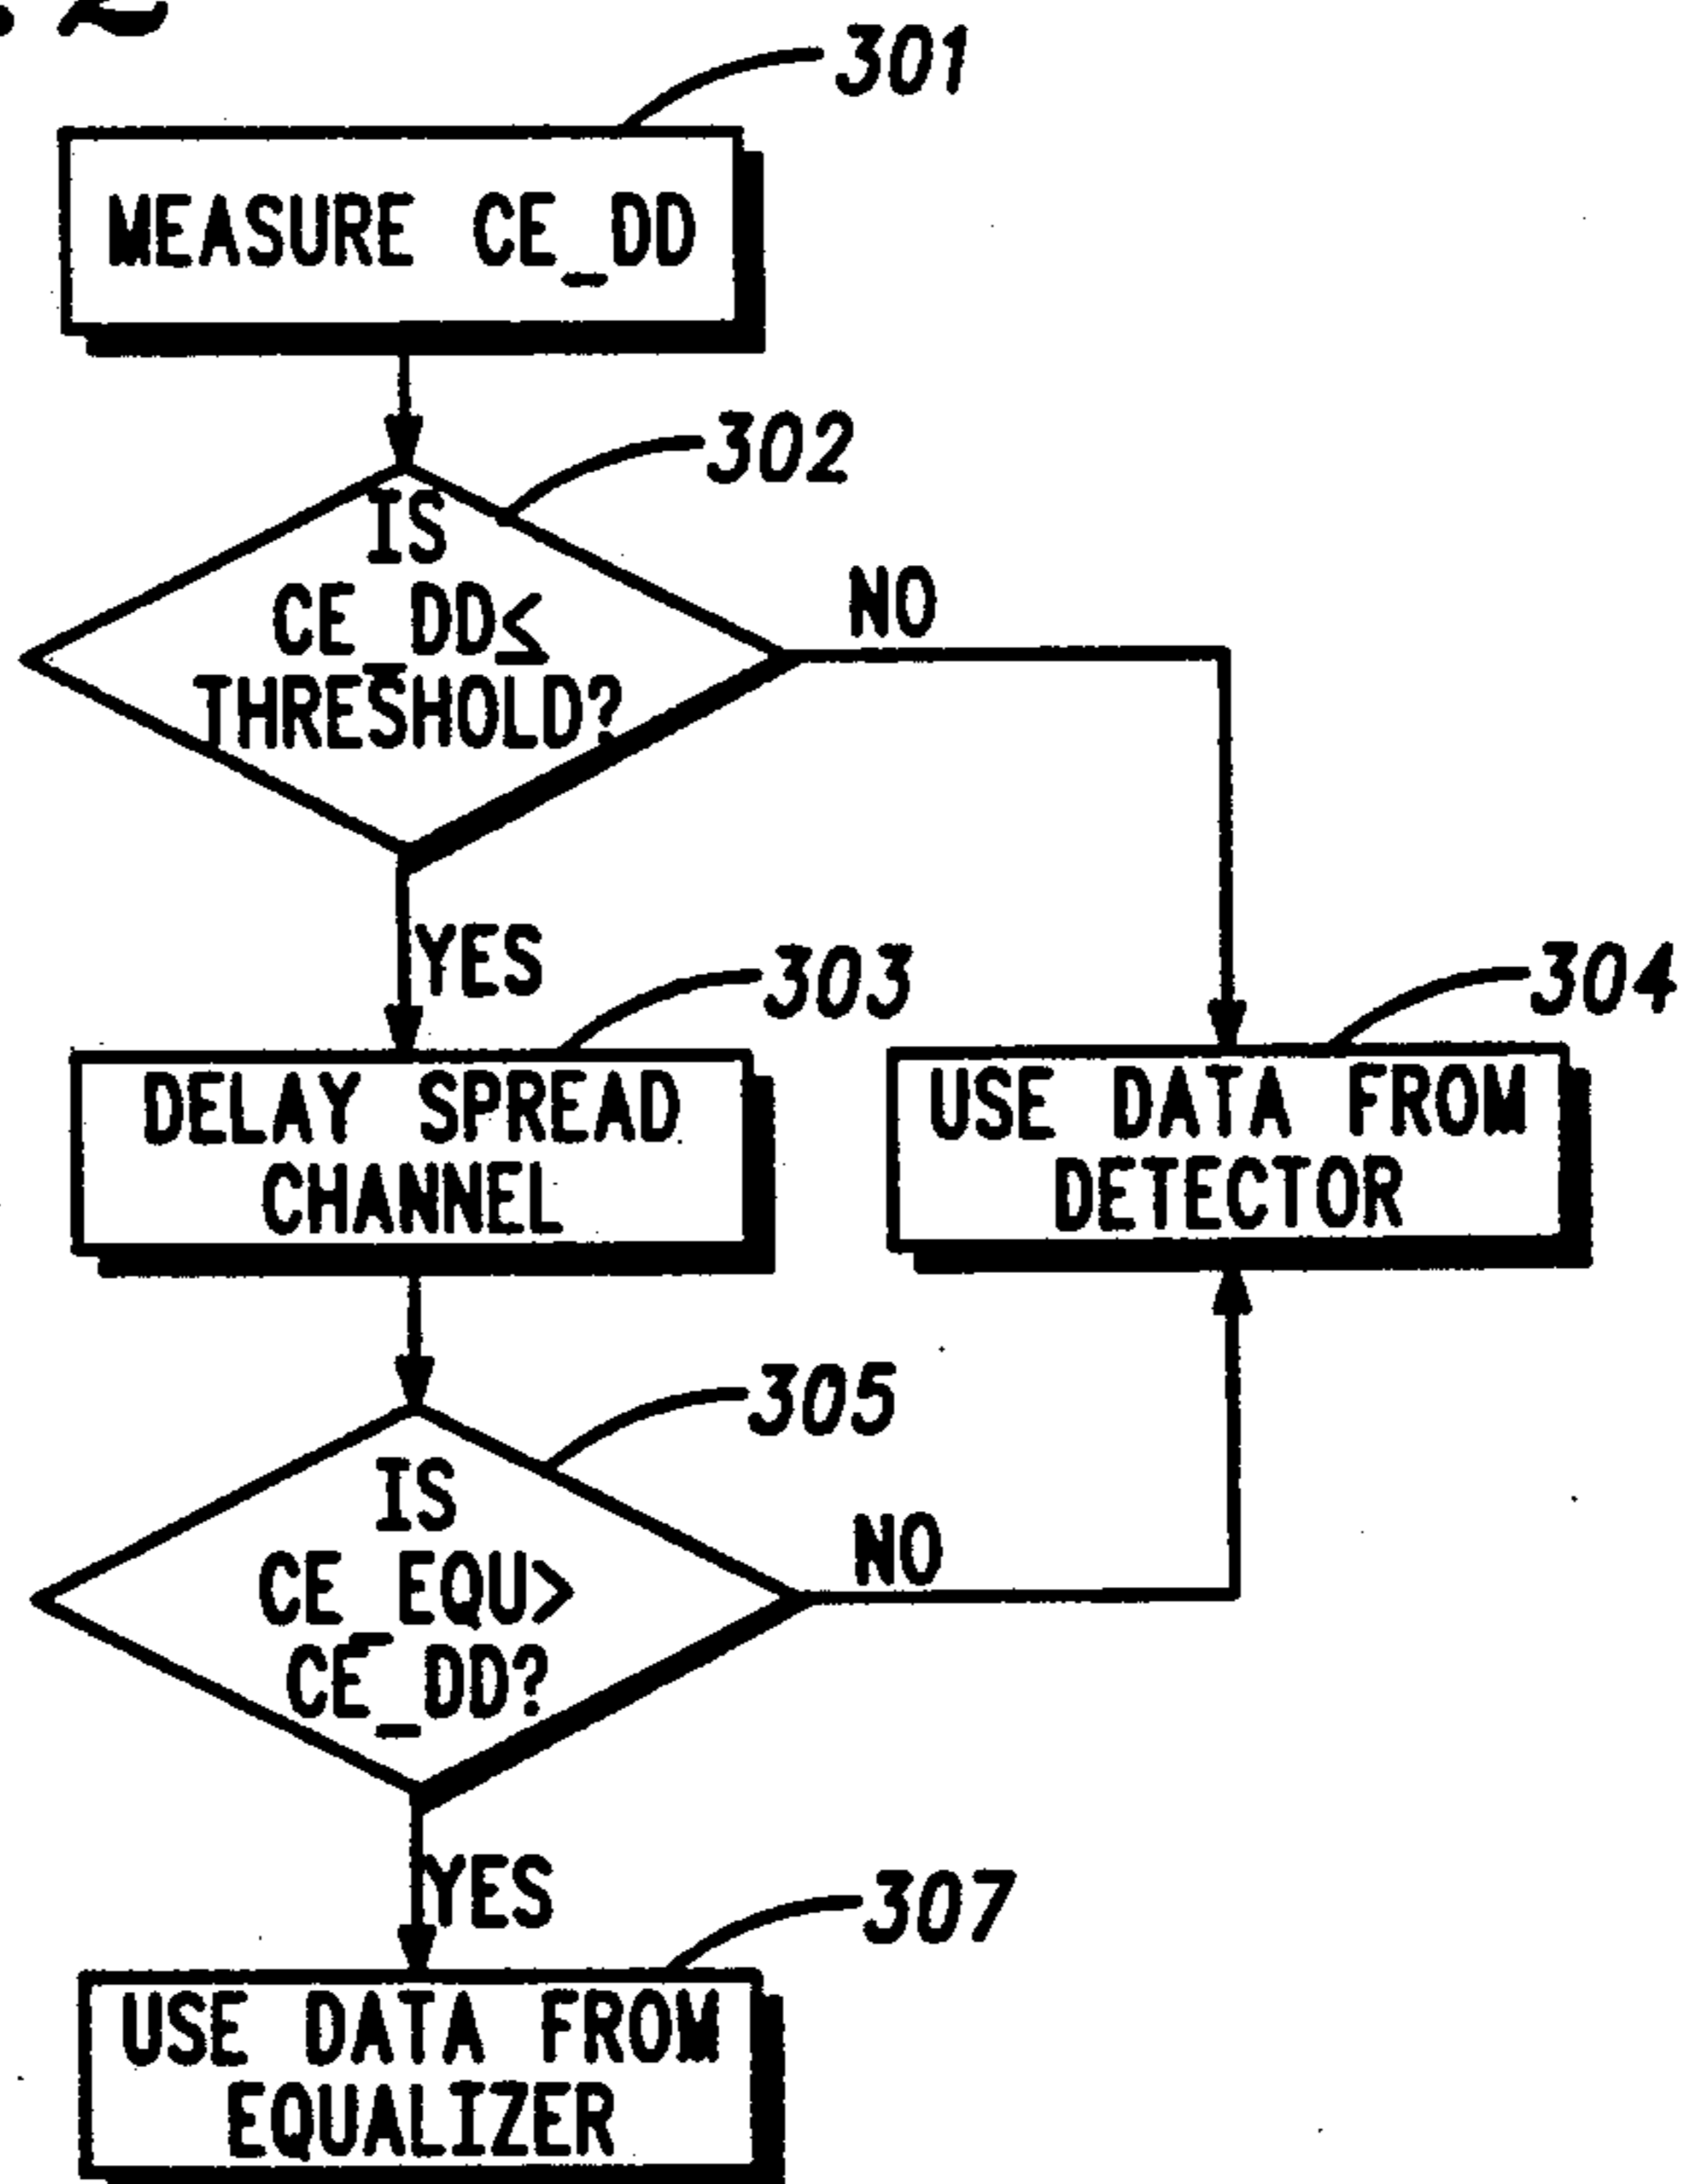 301
MEASURE CE_DD
302
IS
CE_DD≤
THRESHOLD?
NO
YES
303
304
DELAY SPREAD
CHANNEL
USE DATA FROM
DETECTOR
305
IS
CE_EQU>
CE_DD?
NO
YES
307
USE DATA FROM
EQUALIZER